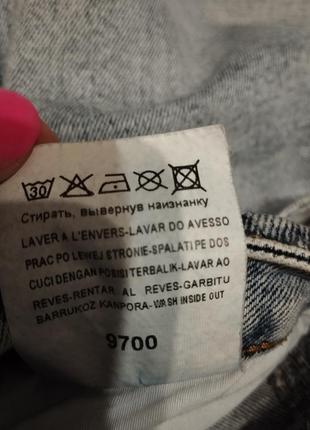 30
Стирать, вывернув наизнанку
LAVER A L'ENVERS-LAVAR DO AVESSO
PRAC PO LEWEJ STRONIE-SPALATI PE DOS
CUCI DENGAN POSISI TERBALIK-LAVAR AO
REVES-RENTAR AL REVES-GARBITU
BARRUKOZ KANPORA-WASH INSIDE OUT
9700